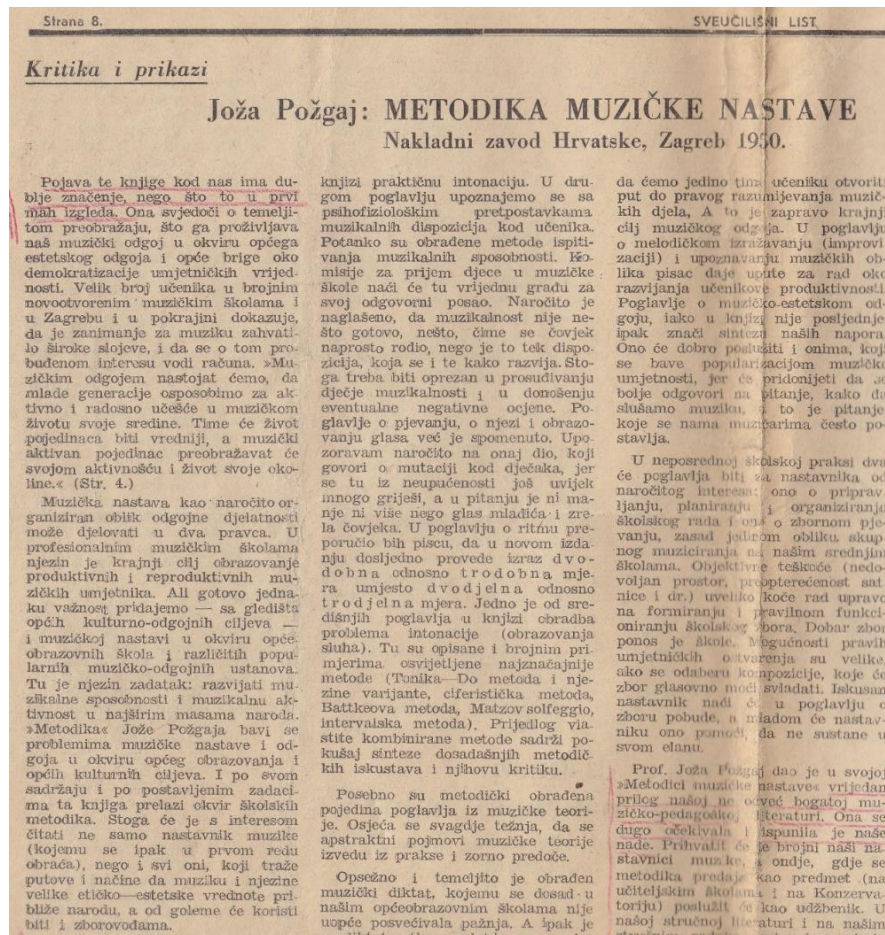 Strana 8.
SVEUČILIŠNI LIST
Kritika i prikazi
Joža Požgaj: METODIKA MUZIČKE NASTAVE
Nakladni zavod Hrvatske, Zagreb 1950.
Pojava te knjige kod nas ima du-
blje značenje, nego što to u prvi
mah izgleda. Ona svjedoči o temelji-
tom preobražaju, što ga proživljava
naš muzički odgoj u okviru općega
estetskog odgoja i opće brige oko
demokratizacije umjetničkih vrijed-
nosti. Velik broj učenika u brojnim
novootvorenim muzičkim školama i
u Zagrebu i u pokrajini dokazuje,
da je zanimanje za muziku zahvati-
lo široke slojeve, i da se o tom pro-
buđenom interesu vodi računa. »Mu-
zičkim odgojem nastojat ćemo, da
mlade generacije osposobimo za ak-
tivno i radosno učešće u muzičkom
životu svoje sredine. Time će život
pojedinaca biti vredniji, a muzički
aktivan pojedinac preobražavat će
svojom aktivnošću i život svoje oko-
line.« (Str. 4.)
Muzička nastava kao naročito or-
ganiziran oblik odgojne djelatnosti
može djelovati u dva pravca. U
profesionalnim muzičkim školama
njezin je krajnji cilj obrazovanje
produktivnih i reproduktivnih mu-
zičkih umjetnika. Ali gotovo jedna-
ku važnost pridajemo — sa gledišta
općih kulturno-odgojnih ciljeva —
i muzičkoj nastavi u okviru opće-
obrazovnih škola i različitih popu-
larnih muzičko-odgojnih ustanova.
Tu je njezin zadatak: razvijati mu-
zikalne sposobnosti i muzikalnu ak-
tivnost u najširim masama naroda.
»Metodika« Jože Požgaja bavi se
problemima muzičke nastave i od-
goja u okviru općeg obrazovanja i
općih kulturnih ciljeva. I po svom
sadržaju i po postavljenim zadaci-
ma ta knjiga prelazi okvir školskih
metodika. Stoga će je s interesom
čitati ne samo nastavnik muzike
(kojemu se ipak u prvom redu
obraća), nego i svi oni, koji traže
putove i načine da muziku i njezine
velike etičko—estetske vrednote pri-
bliže narodu, a od goleme će koristi
biti i zborovođama.
knjizi praktičnu intonaciju. U dru-
gom poglavlju upoznajemo se sa
psihofiziološkim pretpostavkama
muzikalnih dispozicija kod učenika.
Potanko su obrađene metode ispiti-
vanja muzikalnih sposobnosti. Ko-
misije za prijem djece u muzičke
škole naći će tu vrijednu građu za
svoj odgovorni posao. Naročito je
naglašeno, da muzikalnost nije ne-
što gotovo, nešto, čime se čovjek
naprosto rodio, nego je to tek dispo-
zicija, koja se i te kako razvija. Sto-
ga treba biti oprezan u prosuđivanju
dječje muzikalnosti i u donošenju
eventualne negativne ocjene. Po-
glavlje o pjevanju, o njezi i obrazo-
vanju glasa već je spomenuto. Upo-
zoravam naročito na onaj dio, koji
govori o mutaciji kod dječaka, jer
se tu iz neupućenosti još uvijek
mnogo griješi, a u pitanju je ni ma-
nje ni više nego glas mladića i zre-
la čovjeka. U poglavlju o ritmu pre-
poručio bih piscu, da u novom izda-
nju dosljedno provede izraz dvo-
dobna odnosno trodobna mje-
ra umjesto dvodjelna odnosno
trodjelna mjera. Jedno je od sre-
dišnjih poglavlja u knjizi obradba
problema intonacije (obrazovanja
sluha). Tu su opisane i brojnim pri-
mjerima osvijetljene najznačajnije
metode (Tonika—Do metoda i nje-
zine varijante, ciferistička metoda,
Battkeova metoda, Matzov solfeggio,
intervalska metoda). Prijedlog vla-
stite kombinirane metode sadrži po-
kušaj sinteze dosadašnjih metodič-
kih iskustava i njihovu kritiku.
Posebno su metodički obrađena
pojedina poglavlja iz muzičke teori-
je. Osjeća se svagdje težnja, da se
apstraktni pojmovi muzičke teorije
izvedu iz prakse i zorno predoče.
Opsežno i temeljito je obrađen
muzički diktat, kojemu se dosad u
našim općeobrazovnim školama nije
uopće posvećivala pažnja. A ipak je
da ćemo jedino time učeniku otvoriti
put do pravog razumijevanja muzič-
kih djela, A to je zapravo krajnj
cilj muzičkog odgoja. U poglavlju
o melodičkom izražavanju (improvi
zaciji) i upoznavanju muzičkih ob-
lika pisac daje upute za rad oko
razvijanja učenikove produktivnosti
Poglavlje o muzičko-estetskom od-
goju, iako u knjizi nije posljednje
ipak znači sintezu naših napora
Ono će dobro poslužiti i onima, koji
se bave popularizacijom muzičke
umjetnosti, jer će pridonijeti da se
bolje odgovori na pitanje, kako da
slušamo muziku, a to je pitanje
koje se nama muzičarima često po-
stavlja.
U neposrednoj školskoj praksi dva
će poglavlja biti za nastavnika od
naročitog interesa: ono o priprav-
ljanju, planiranju i organiziranju
školskog rada i ono o zbornom pje-
vanju, zasad jedinom obliku skup
nog muziciranja na našim srednjim
školama. Objektivne teškoće (nedo-
voljan prostor, preopterećenost sat-
nice i dr.) uvelike koče rad upravo
na formiranju i pravilnom funkci-
oniranju školskog zbora. Dobar zbor
ponos je škole. Mogućnosti pravih
umjetničkih ostvarenja su velike
ako se odaberu kompozicije, koje će
zbor glasovno moći svladati. Iskusan
nastavnik naći će u poglavlju o
zboru pobude, a mladom će nastav-
niku ono pomoći, da ne sustane u
svom elanu.
Prof. Joža Požgaj dao je u svojoj
»Metodici muzičke nastave« vrijedan
prilog našoj ne odveć bogatoj mu-
zičko-pedagoškoj literaturi. Ona se
dugo očekivala i ispunila je naše
nade. Prihvatit će je brojni naši na-
stavnici muzike, a ondje, gdje se
metodika predaje kao predmet (na
učiteljskim školama i na Konzerva-
toriju) poslužit će kao udžbenik. U
našoj stručnoj literaturi i na našim